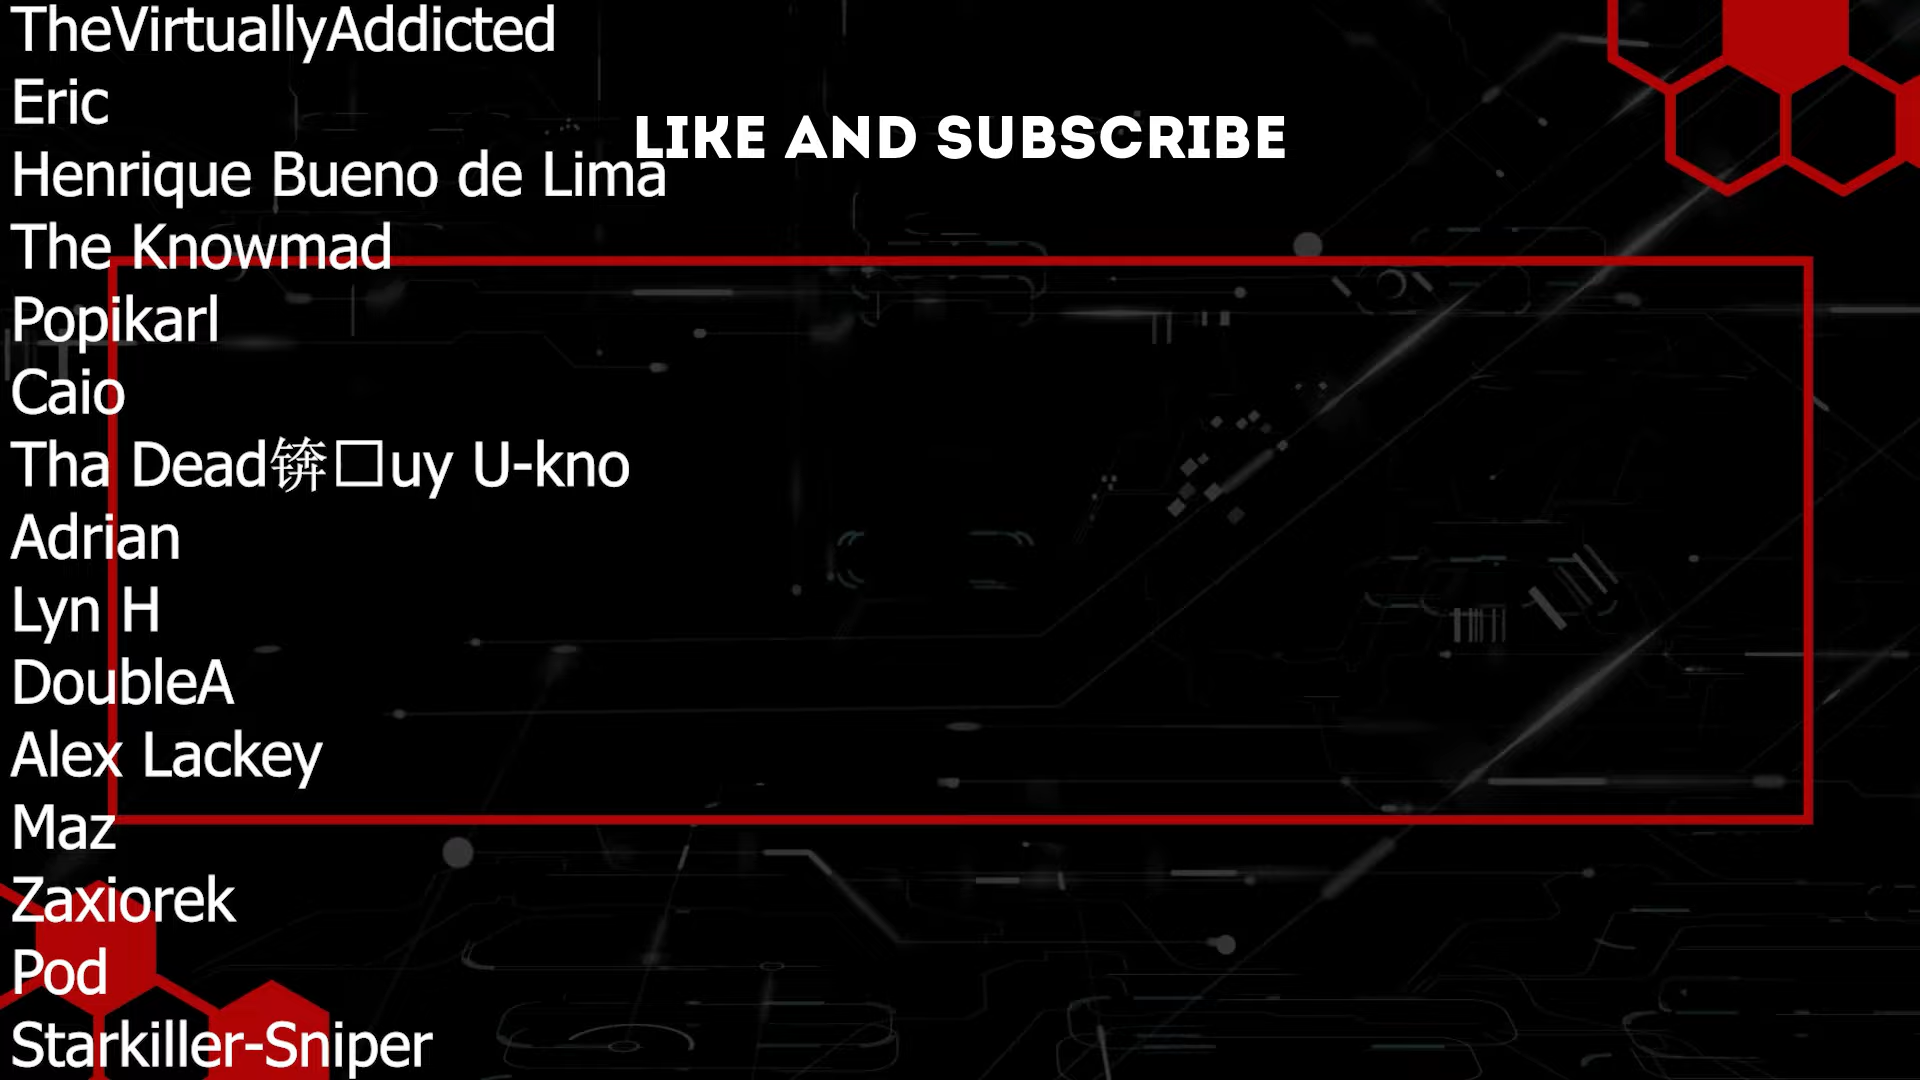 TheVirtuallyAddicted
Eric
LIKE AND SUBSCRIBE
Henrique Bueno de Lima
The Knowmad
Popikarl
Caio
Tha Dead锛□uy U-kno
Adrian
Lyn H
DoubleA
Alex Lackey
Maz
Zaxiorek
Pod
Starkiller-Sniper